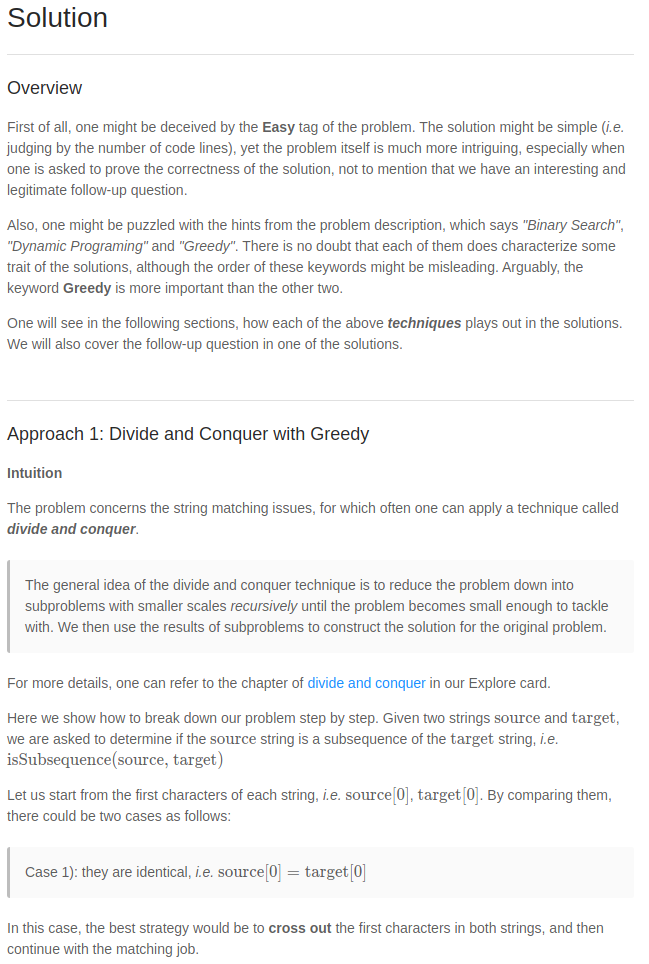 Solution
Overview
First of all, one might be deceived by the Easy tag of the problem. The solution might be simple (i.e.
judging by the number of code lines), yet the problem itself is much more intriguing, especially when
one is asked to prove the correctness of the solution, not to mention that we have an interesting and
legitimate follow-up question.
Also, one might be puzzled with the hints from the problem description, which says "Binary Search",
"Dynamic Programing" and "Greedy". There is no doubt that each of them does characterize some
trait of the solutions, although the order of these keywords might be misleading. Arguably, the
keyword Greedy is more important than the other two.
One will see in the following sections, how each of the above techniques plays out in the solutions.
We will also cover the follow-up question in one of the solutions.
Approach 1: Divide and Conquer with Greedy
Intuition
The problem concerns the string matching issues, for which often one can apply a technique called
divide and conquer.
The general idea of the divide and conquer technique is to reduce the problem down into
subproblems with smaller scales recursively until the problem becomes small enough to tackle
with. We then use the results of subproblems to construct the solution for the original problem.
For more details, one can refer to the chapter of divide and conquer in our Explore card.
Here we show how to break down our problem step by step. Given two strings source and target,
we are asked to determine if the source string is a subsequence of the target string, i.e.
isSubsequence(source, target)
Let us start from the first characters of each string, i.e. source[0], target[0]. By comparing them,
there could be two cases as follows:
Case 1): they are identical, i.e. source[0] = target[0]
In this case, the best strategy would be to cross out the first characters in both strings, and then
continue with the matching job.